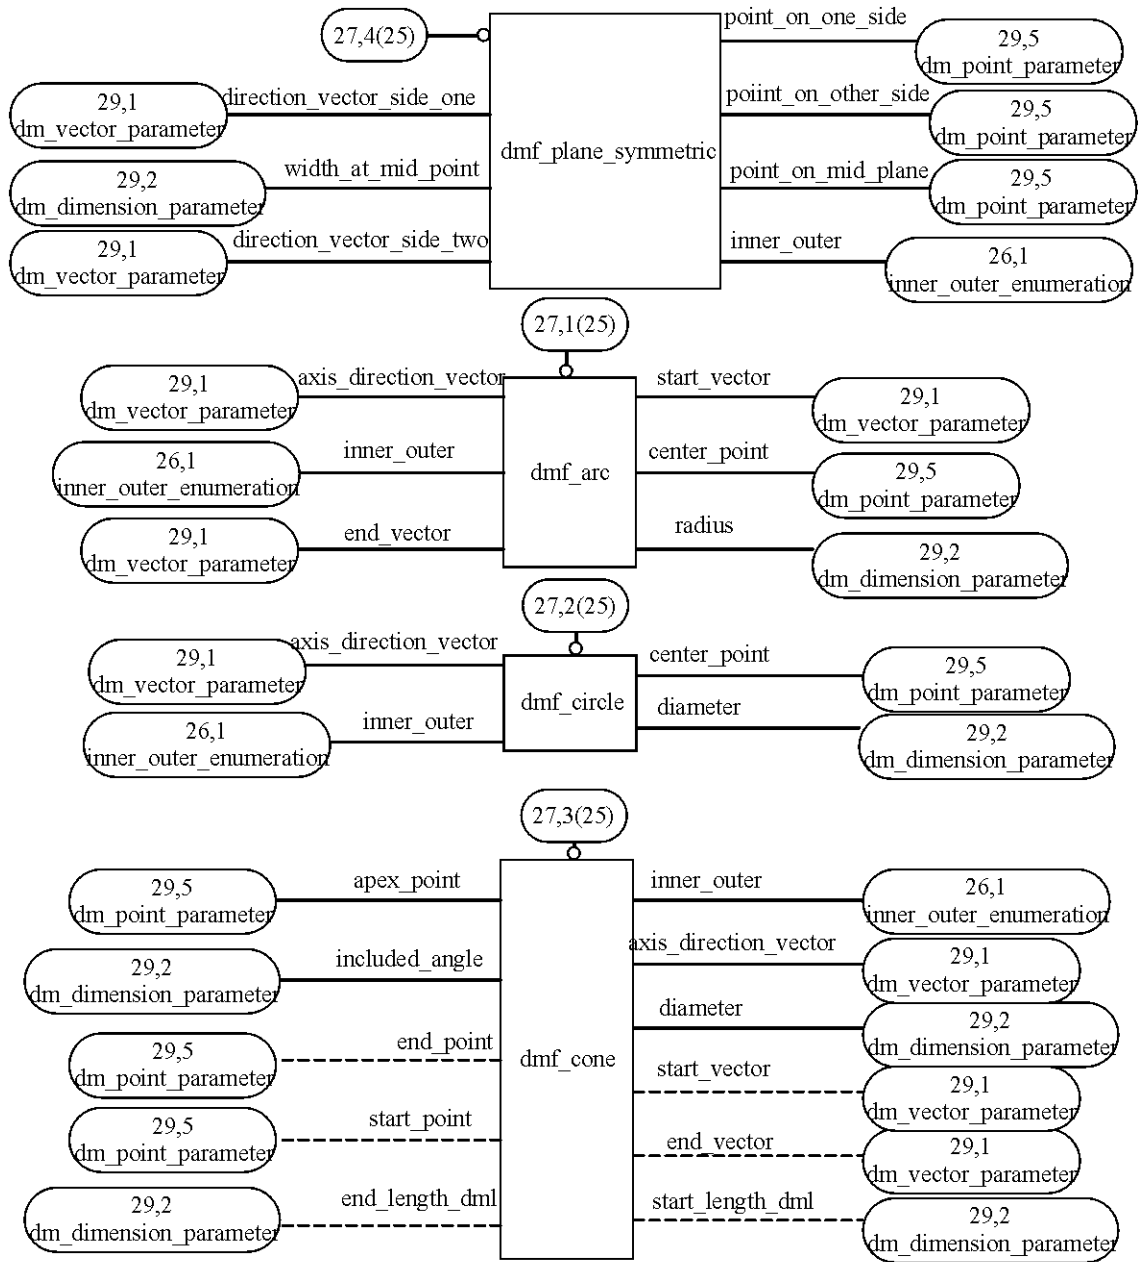 27,4(25)
point_on_one_side
29,5
dm_point_parameter
29,1
dm_vector_parameter
direction_vector_side_one
dmf_plane_symmetric
poiint_on_other_side
29,5
dm_point_parameter
29,2
dm_dimension_parameter
width_at_mid_point
point_on_mid_plane
29,5
dm_point_parameter
29,1
dm_vector_parameter
direction_vector_side_two
inner_outer
26,1
inner_outer_enumeration
27,1(25)
29,1
dm_vector_parameter
axis_direction_vector
start_vector
29,1
dm_vector_parameter
26,1
inner_outer_enumeration
inner_outer
dmf_arc
center_point
29,5
dm_point_parameter
29,1
dm_vector_parameter
end_vector
radius
29,2
dm_dimension_parameter
27,2(25)
29,1
dm_vector_parameter
axis_direction_vector
center_point
29,5
dm_point_parameter
26,1
inner_outer_enumeration
inner_outer
dmf_circle
diameter
29,2
dm_dimension_parameter
27,3(25)
29,5
dm_point_parameter
apex_point
inner_outer
26,1
inner_outer_enumeration
29,2
dm_dimension_parameter
included_angle
axis_direction_vector
29,1
dm_vector_parameter
diameter
29,2
dm_dimension_parameter
29,5
dm_point_parameter
end_point
dmf_cone
start_vector
29,1
dm_vector_parameter
29,5
dm_point_parameter
start_point
end_vector
29,1
dm_vector_parameter
29,2
dm_dimension_parameter
end_length_dml
start_length_dml
29,2
dm_dimension_parameter